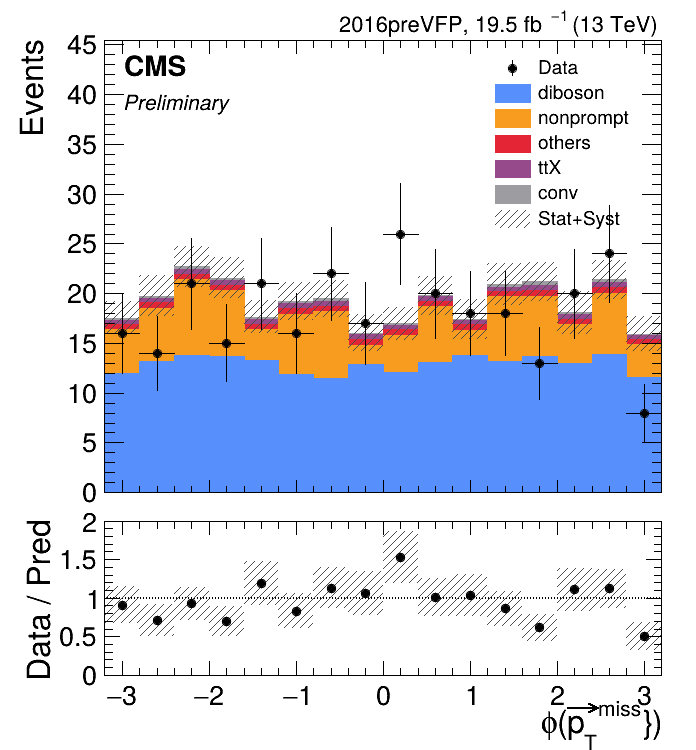 2016preVFP, 19.5 fb⁻¹ (13 TeV)
CMS
Preliminary
Events
45
40
35
30
25
20
15
10
5
0
Data
diboson
nonprompt
others
ttX
conv
Stat+Syst
Data / Pred
2
1.5
1
0.5
0
−3 −2 −1 0 1 2 3
ϕ(p⃗_T^miss})